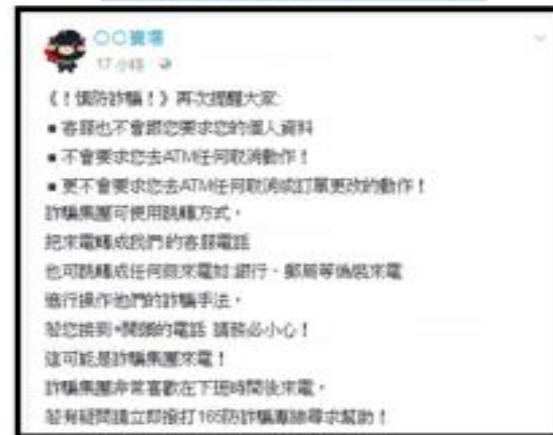 ○○賣場
17 小時
《！慎防詐騙！》再次提醒大家:
■ 客服也不會跟您要求您的個人資料
■ 不會要求您去ATM任何取消動作！
■ 更不會要求您去ATM任何取消或訂單更改的動作！
詐騙集團可使用跳轉方式，
把來電轉成我們的客服電話
也可跳轉成任何假來電如:銀行、郵局等偽裝來電
進行操作他們的詐騙手法，
若您接到+開頭的電話 請務必小心！
這可能是詐騙集團來電！
詐騙集團非常喜歡在下班時間後來電，
若有疑問請立即撥打165防詐騙專線尋求幫助！